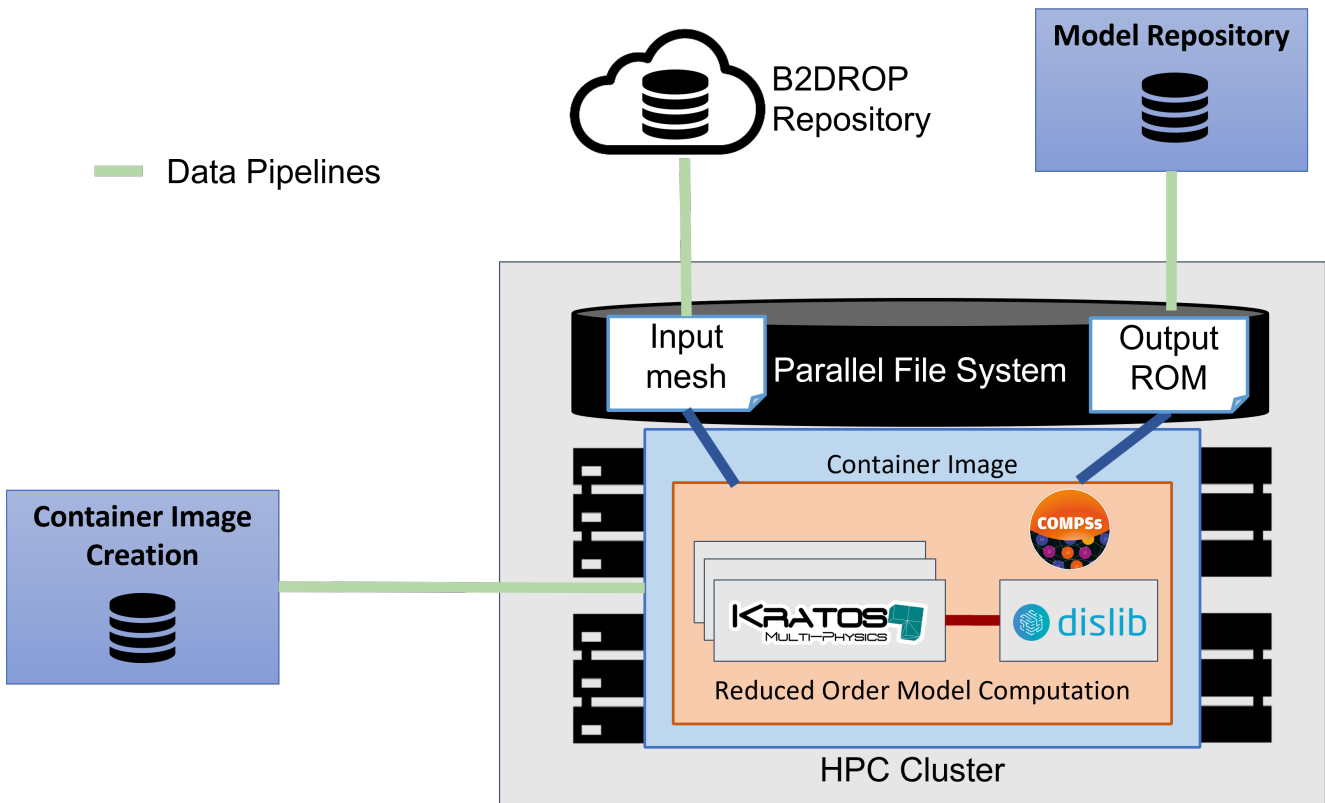 Model Repository
B2DROP
Repository
Data Pipelines
Input
mesh
Parallel File System
Output
ROM
Container Image
COMPSs
Container Image
Creation
KRATOS
MULTI-PHYSICS
dislib
Reduced Order Model Computation
HPC Cluster